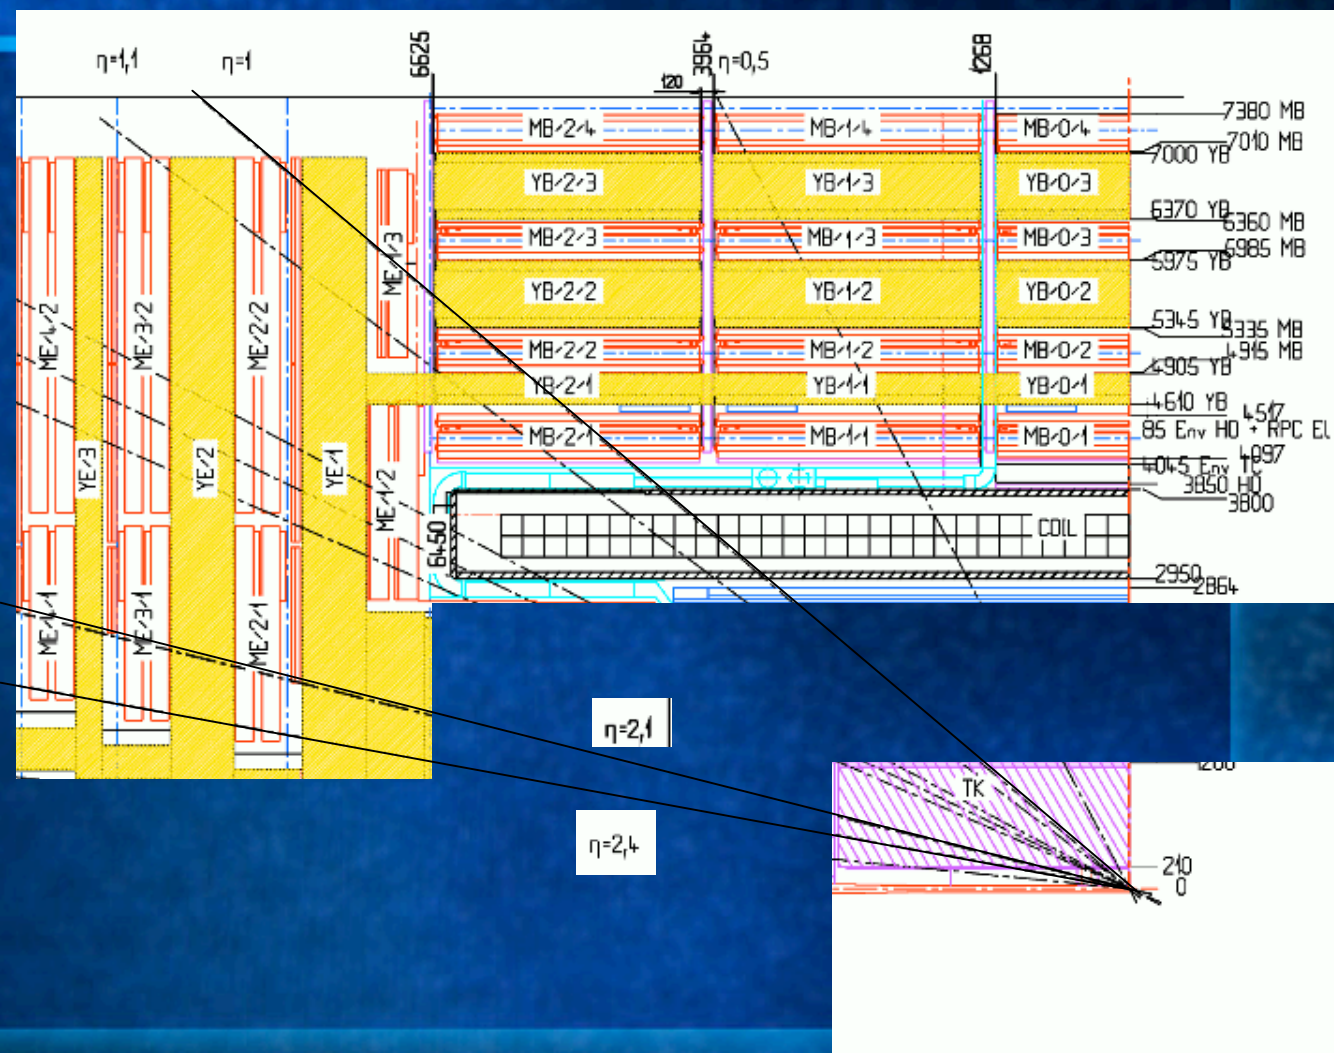 η=1,1
η=1
6625
3964
120
η=0,5
1268
MB/2/4
MB/1/4
MB/0/4
7380 MB
7010 MB
7000 YB
YB/2/3
YB/1/3
YB/0/3
6370 YB
6360 MB
MB/2/3
MB/1/3
MB/0/3
5985 MB
5975 YB
ME/1/3
YB/2/2
YB/1/2
YB/0/2
5345 YB
5335 MB
MB/2/2
MB/1/2
MB/0/2
4915 MB
4905 YB
YB/2/1
YB/1/1
YB/0/1
4610 YB
4517
MB/2/1
MB/1/1
MB/0/1
85 Env HO + RPC EL
4097
4045 Env TC
3850 HO
3800
ME/4/2
ME/3/2
ME/2/2
YE/3
YE/2
YE/1
ME/1/2
6450
COIL
2950
2864
ME/4/1
ME/3/1
ME/2/1
η=2,1
η=2,4
TK
210
0